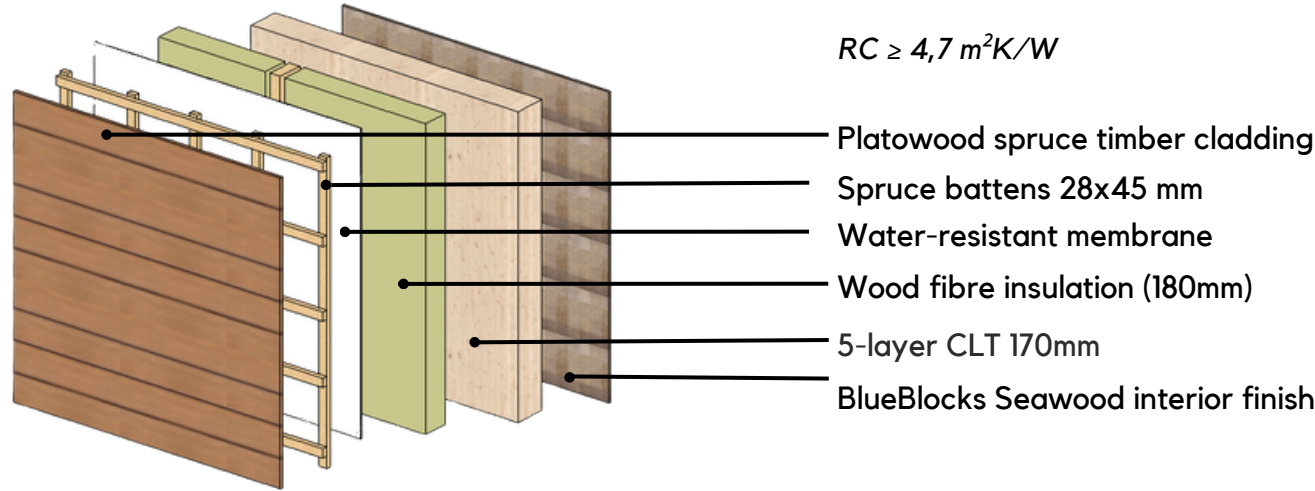 RC ≥ 4,7 m²K/W
Platowood spruce timber cladding
Spruce battens 28x45 mm
Water-resistant membrane
Wood fibre insulation (180mm)
5-layer CLT 170mm
BlueBlocks Seawood interior finish